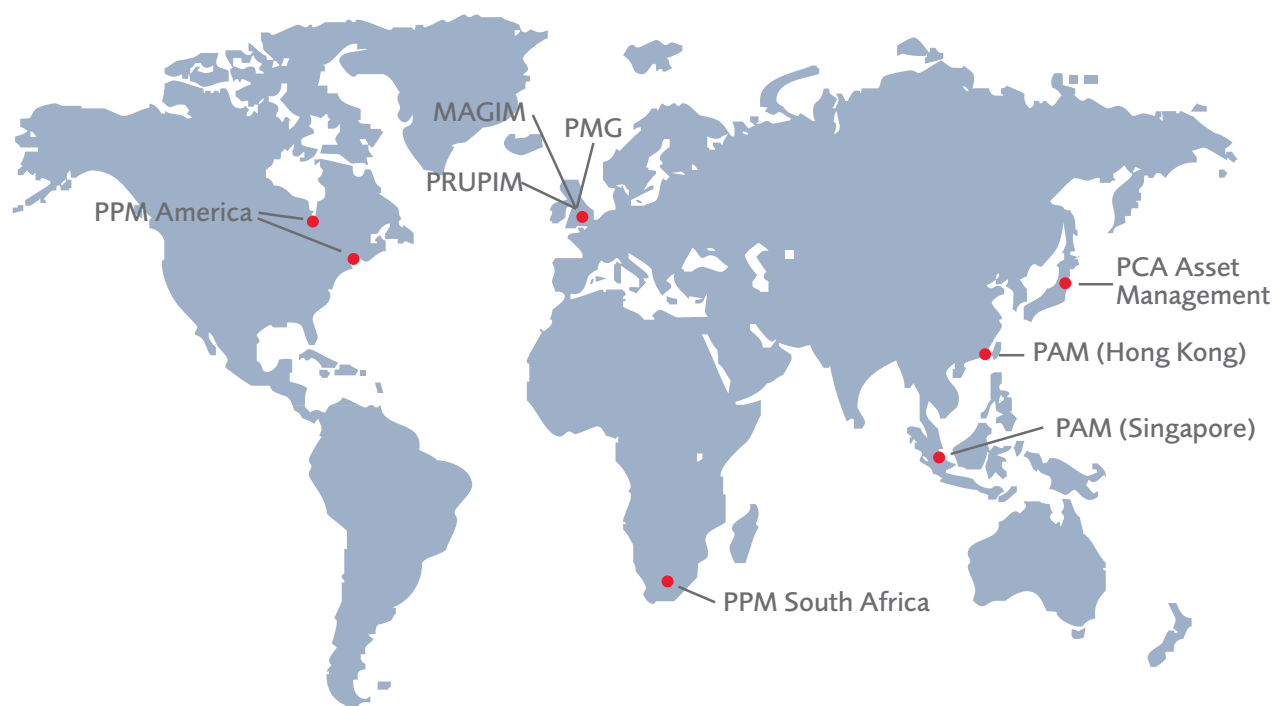 MAGIM
PMG
PRUPIM
PPM America
PCA Asset
Management
PAM (Hong Kong)
PAM (Singapore)
PPM South Africa